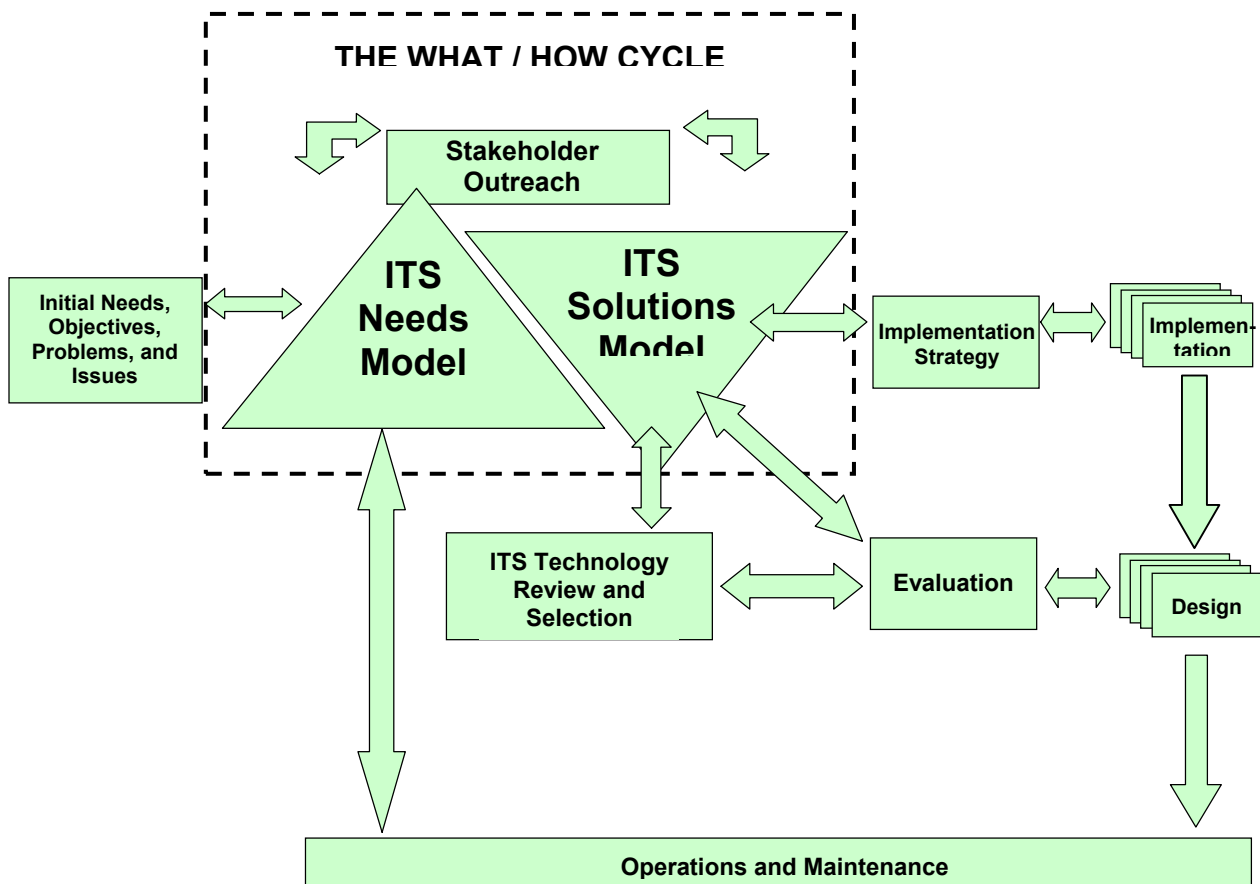 THE WHAT / HOW CYCLE
Stakeholder
Outreach
ITS
Needs
Model
ITS
Solutions
Model
Initial Needs,
Objectives,
Problems, and
Issues
Implementation
Strategy
Implemen-
tation
ITS Technology
Review and
Selection
Evaluation
Design
Operations and Maintenance